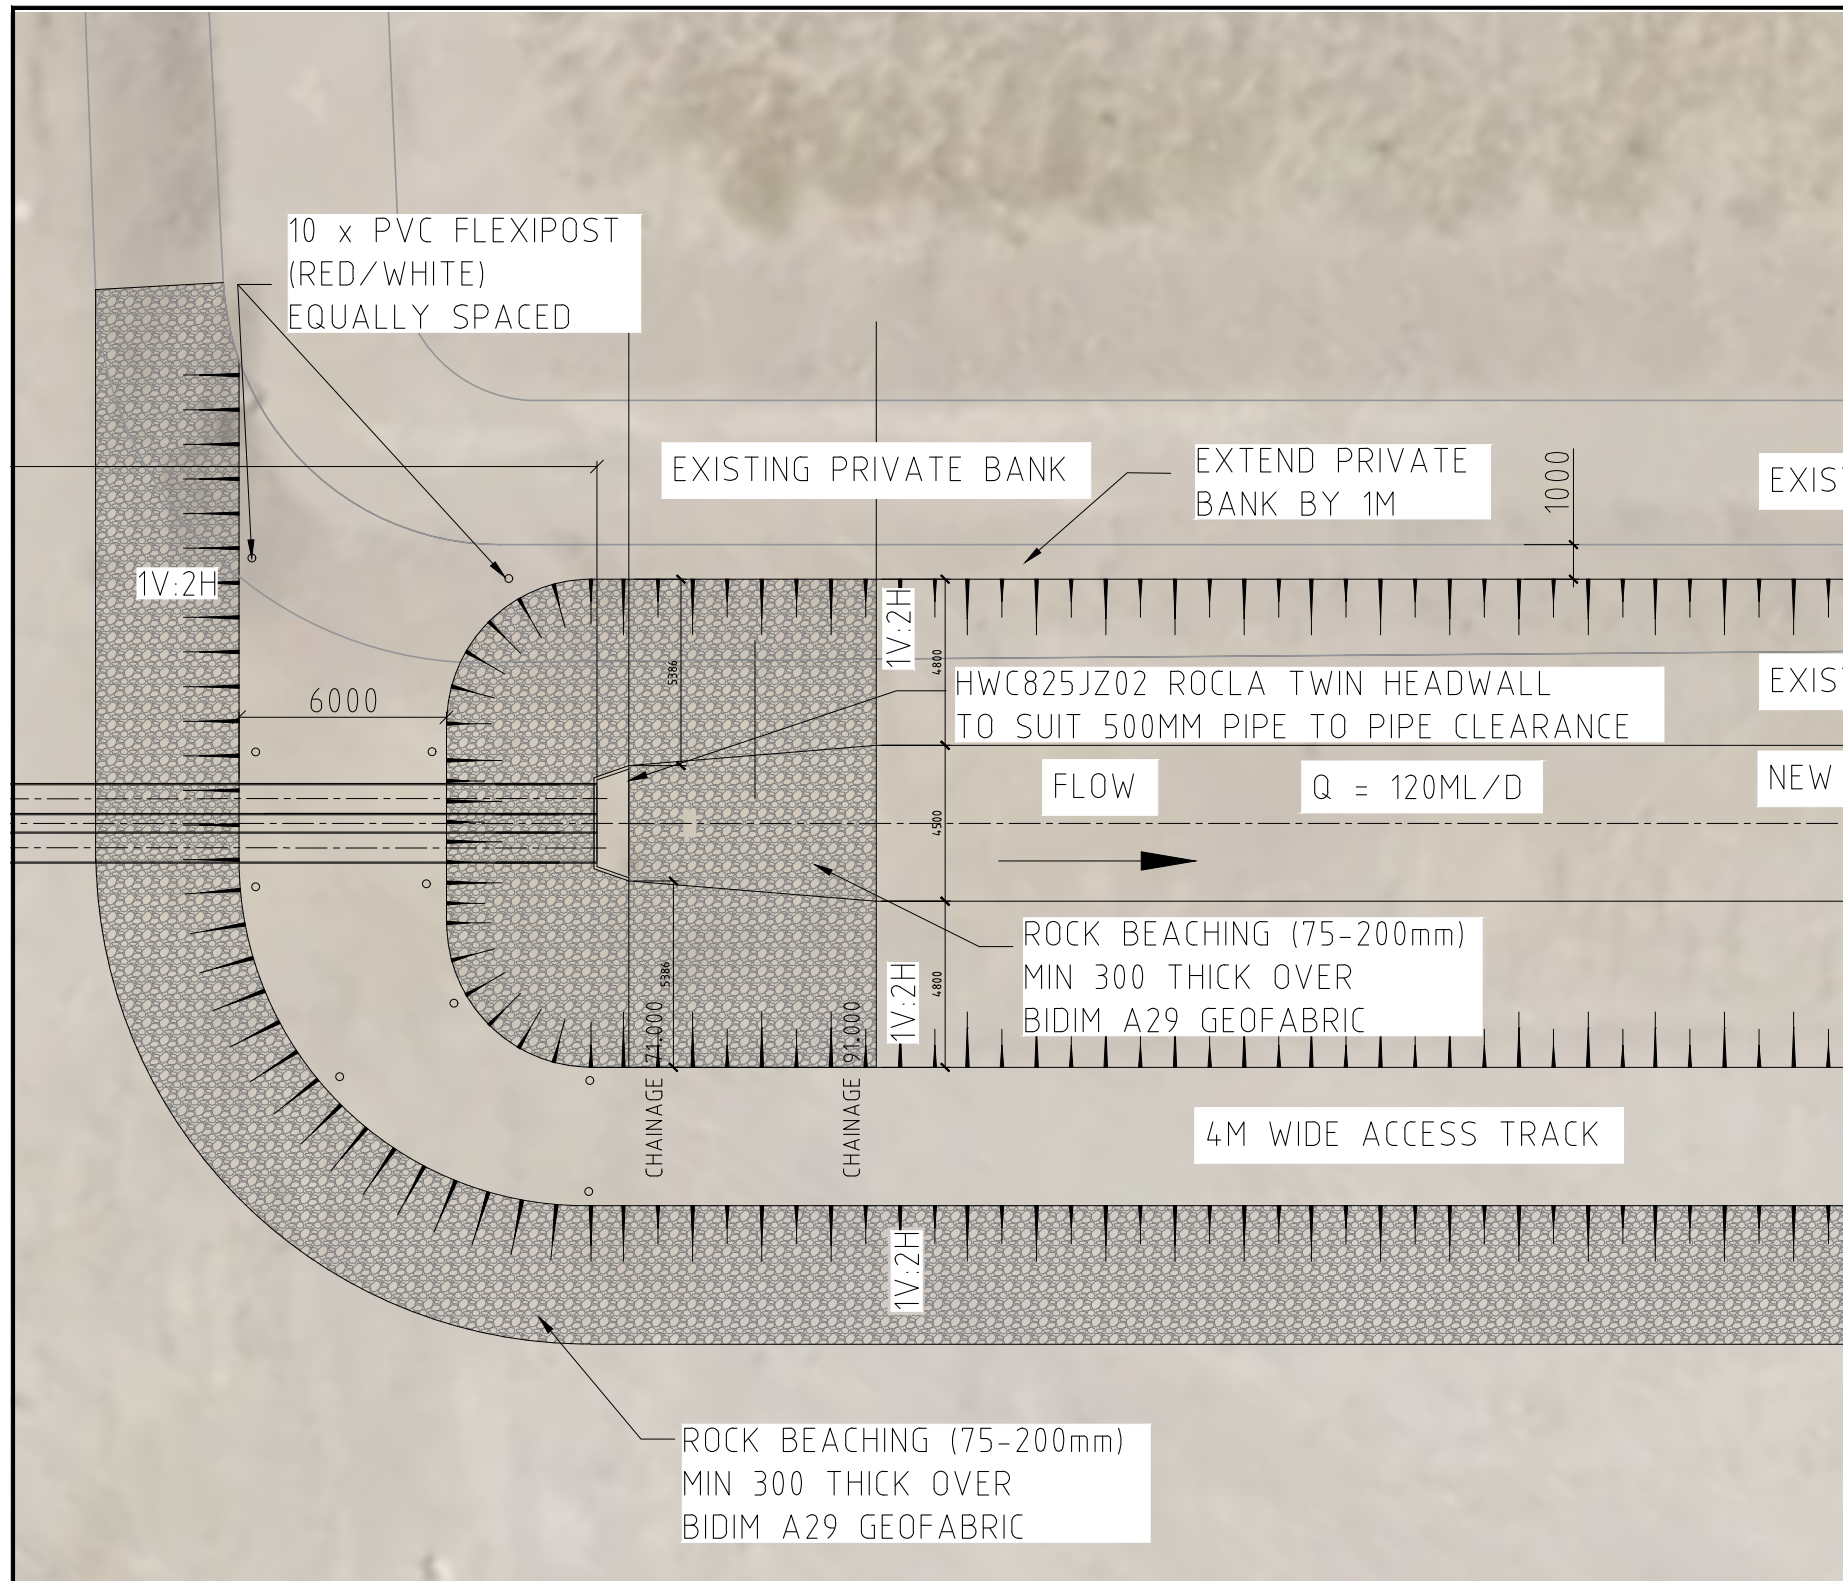 10 x PVC FLEXIPOST
(RED/WHITE)
EQUALLY SPACED
EXISTING PRIVATE BANK
EXTEND PRIVATE
BANK BY 1M
1000
EXIS
1V:2H
1V:2H
5386
4800
HWC825JZ02 ROCLA TWIN HEADWALL
TO SUIT 500MM PIPE TO PIPE CLEARANCE
EXIS
6000
FLOW
Q = 120ML/D
NEW
4500
ROCK BEACHING (75-200mm)
MIN 300 THICK OVER
BIDIM A29 GEOFABRIC
5386
4800
1V:2H
CHAINAGE 71.000
CHAINAGE 91.000
4M WIDE ACCESS TRACK
1V:2H
ROCK BEACHING (75-200mm)
MIN 300 THICK OVER
BIDIM A29 GEOFABRIC